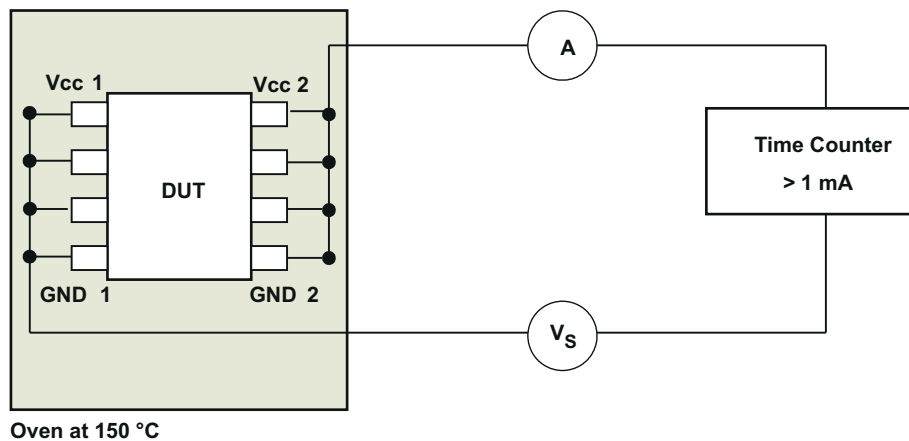 A
Vcc 1
Vcc 2
Time Counter
> 1 mA
DUT
GND 1
GND 2
VS
Oven at 150 °C